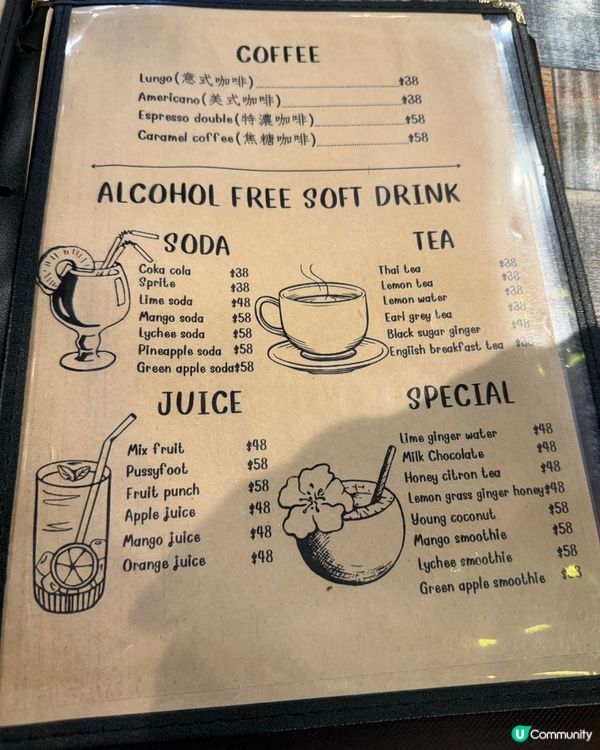 COFFEE
Lungo(意式咖啡) $38
Americano(美式咖啡) $38
Espresso double(特濃咖啡) $58
Caramel coffee(焦糖咖啡) $58
ALCOHOL FREE SOFT DRINK
SODA
Coka cola $38
Sprite $38
Lime soda $48
Mango soda $58
Lychee soda $58
Pineapple soda $58
Green apple soda$58
TEA
Thai tea $38
Lemon tea $38
Lemon water $38
Earl grey tea $38
Black sugar ginger $48
English breakfast tea
JUICE
Mix fruit $48
Pussyfoot $58
Fruit punch $58
Apple juice $48
Mango juice $48
Orange juice $48
SPECIAL
Lime ginger water $48
Milk Chocolate $48
Honey citron tea $48
Lemon grass ginger honey$48
Young coconut $58
Mango smoothie $58
Lychee smoothie $58
Green apple smoothie
U Community